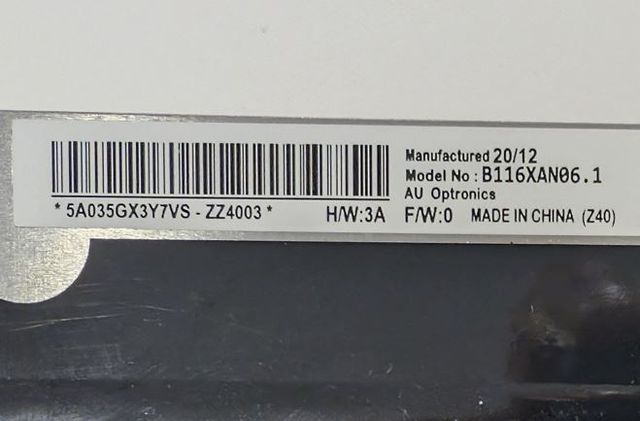 Manufactured 20/12
Model No : B116XAN06.1
AU Optronics
* 5A035GX3Y7VS - ZZ4003 * H/W:3A F/W:0 MADE IN CHINA (Z40)